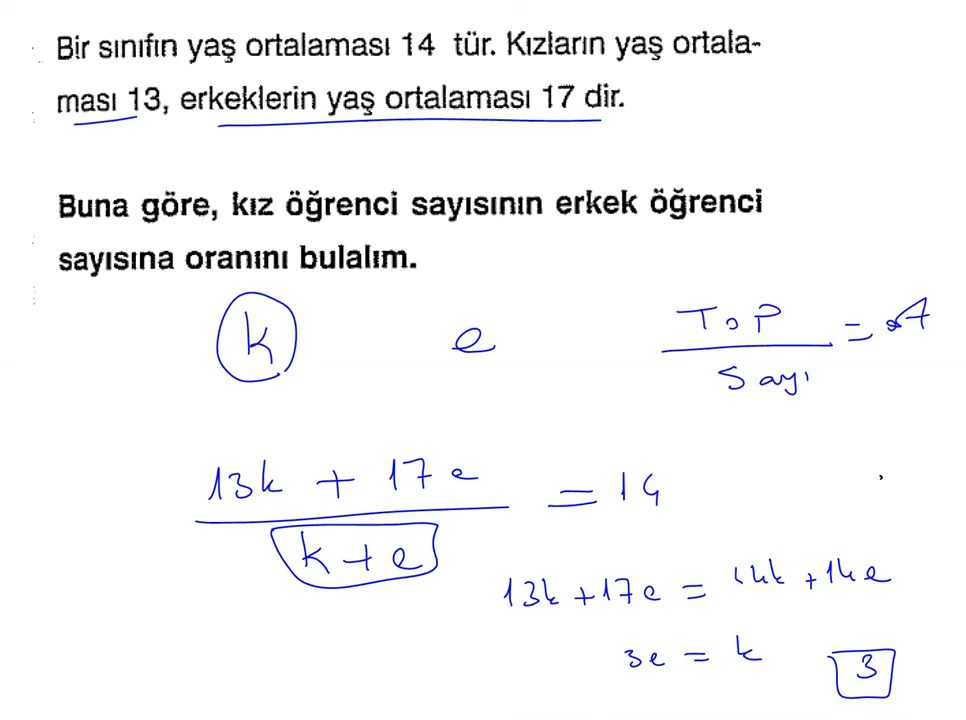 Bir sınıfın yaş ortalaması 14 tür. Kızların yaş ortala-
ması 13, erkeklerin yaş ortalaması 17 dir.
Buna göre, kız öğrenci sayısının erkek öğrenci
sayısına oranını bulalım.
k e Top / Sayı =
13k + 17e / k + e = 14
13k + 17e = 14k + 14e
3e = k 3